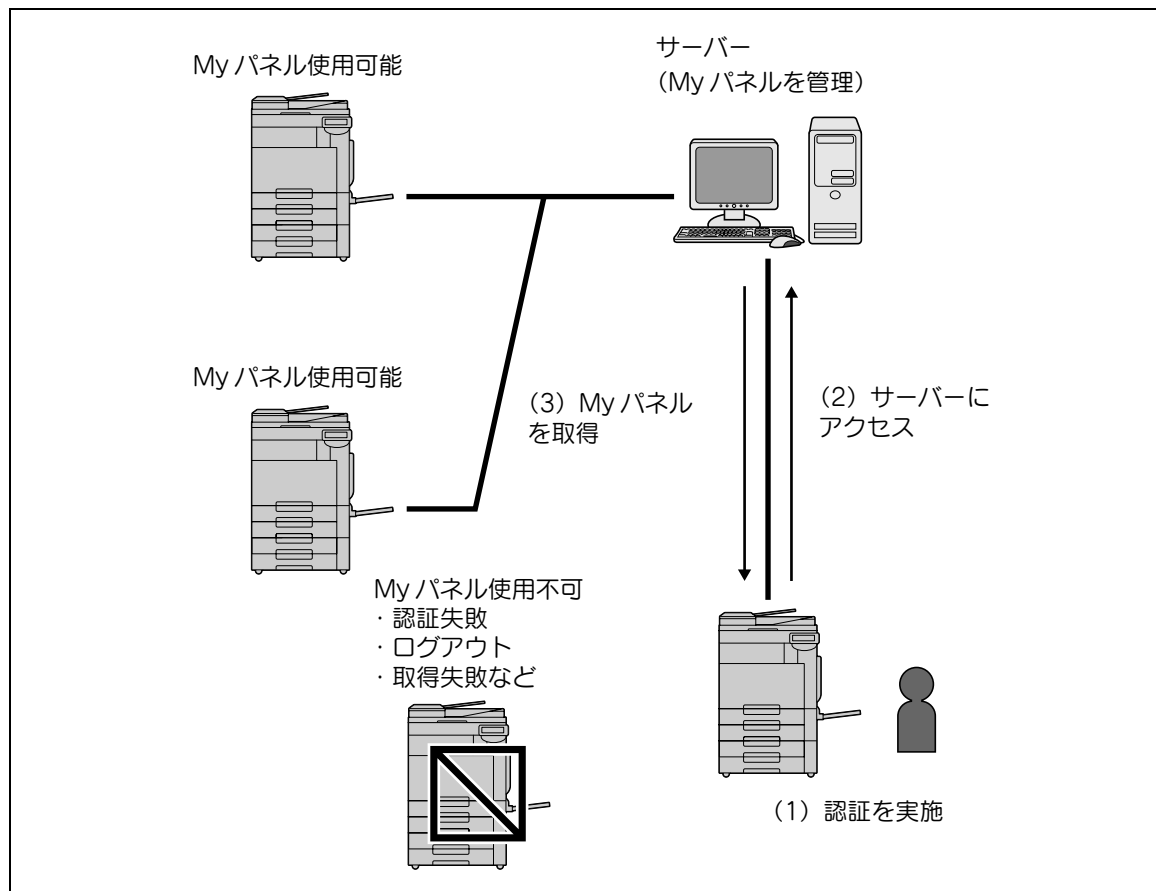 My パネル使用可能
サーバー
（My パネルを管理）
My パネル使用可能
（3）My パネル
を取得
（2）サーバーに
アクセス
My パネル使用不可
・認証失敗
・ログアウト
・取得失敗など
（1）認証を実施